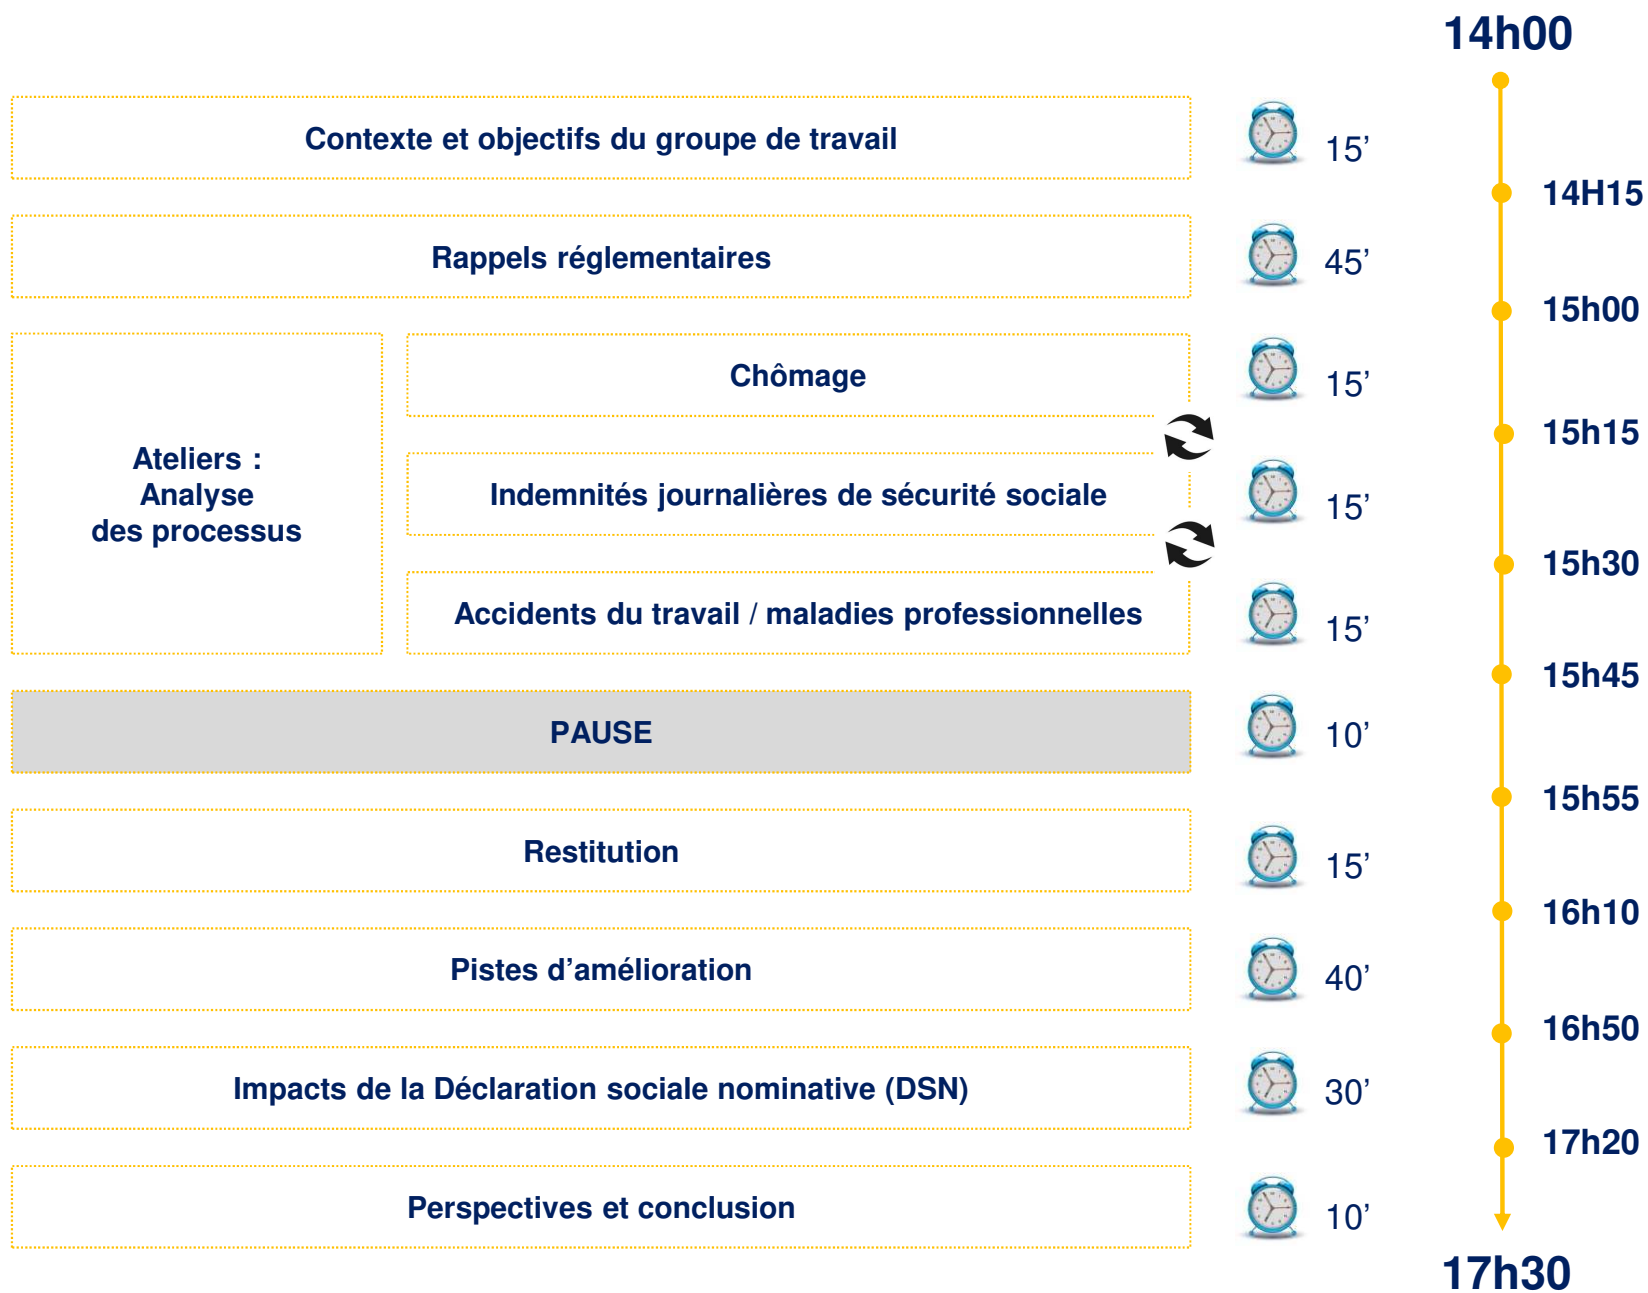 14h00
Contexte et objectifs du groupe de travail
15’
14H15
Rappels réglementaires
45’
15h00
Ateliers :
Analyse
des processus
Chômage
15’
15h15
Indemnités journalières de sécurité sociale
15’
15h30
Accidents du travail / maladies professionnelles
15’
15h45
PAUSE
10’
15h55
Restitution
15’
16h10
Pistes d’amélioration
40’
16h50
Impacts de la Déclaration sociale nominative (DSN)
30’
17h20
Perspectives et conclusion
10’
17h30